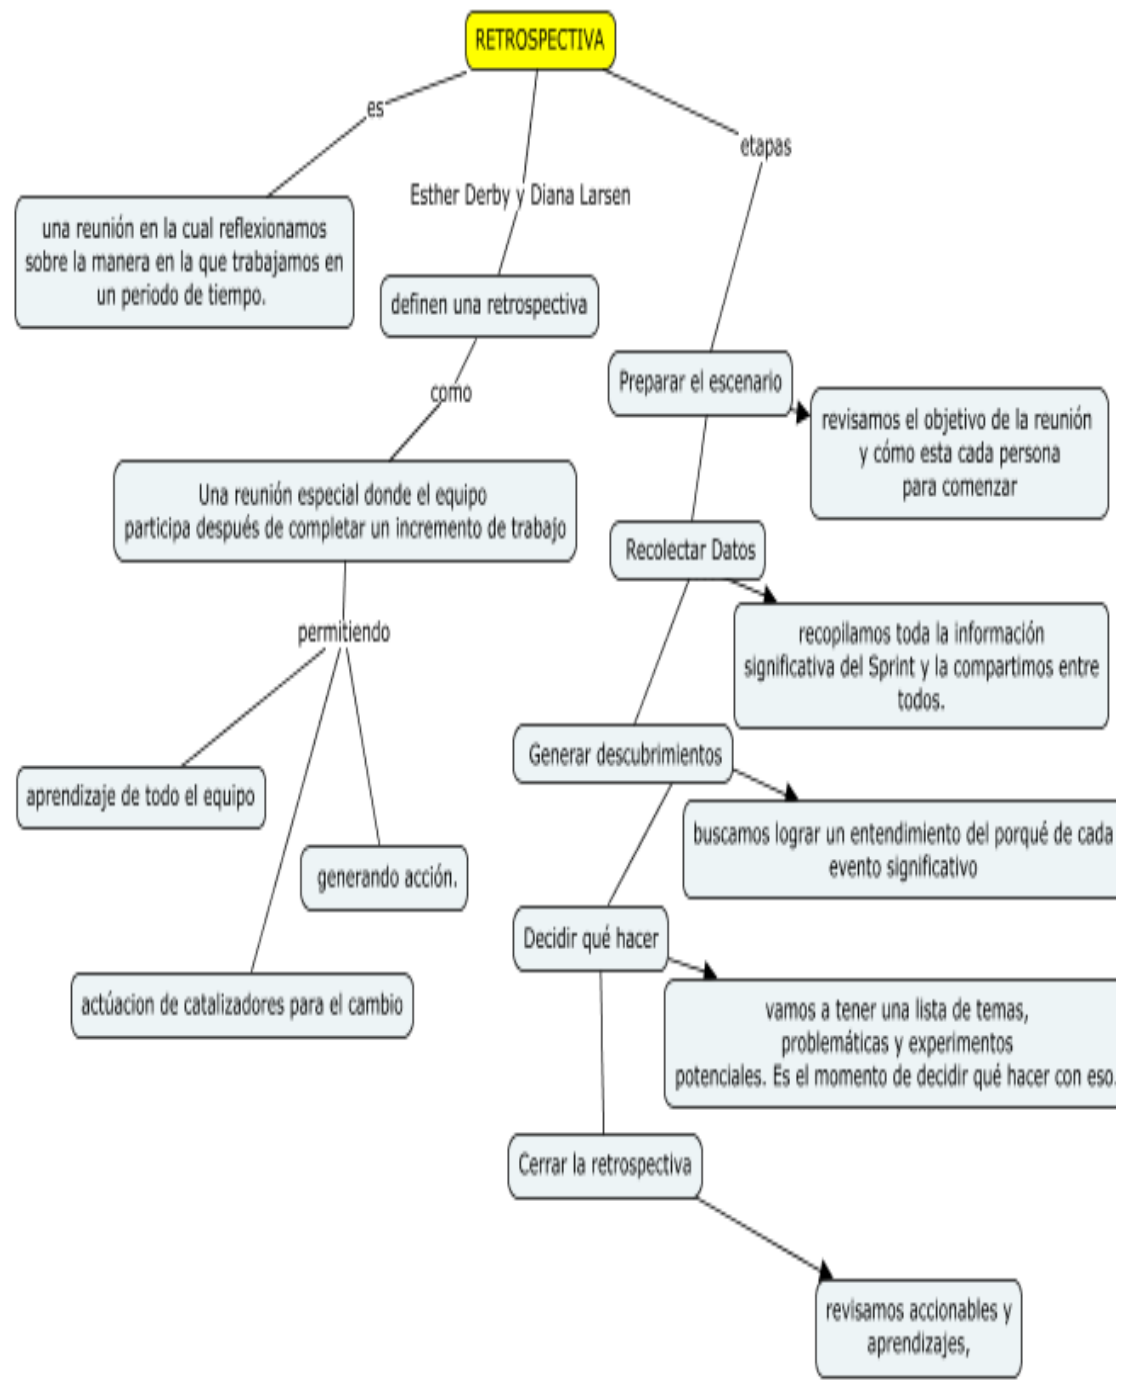 RETROSPECTIVA
es
etapas
Esther Derby y Diana Larsen
una reunión en la cual reflexionamos
sobre la manera en la que trabajamos en
un periodo de tiempo.
definen una retrospectiva
como
Una reunión especial donde el equipo
participa después de completar un incremento de trabajo
permitiendo
aprendizaje de todo el equipo
generando acción.
actúacion de catalizadores para el cambio
Preparar el escenario
revisamos el objetivo de la reunión
y cómo esta cada persona
para comenzar
Recolectar Datos
recopilamos toda la información
significativa del Sprint y la compartimos entre
todos.
Generar descubrimientos
buscamos lograr un entendimiento del porqué de cada
evento significativo
Decidir qué hacer
vamos a tener una lista de temas,
problemáticas y experimentos
potenciales. Es el momento de decidir qué hacer con eso.
Cerrar la retrospectiva
revisamos accionables y
aprendizajes,